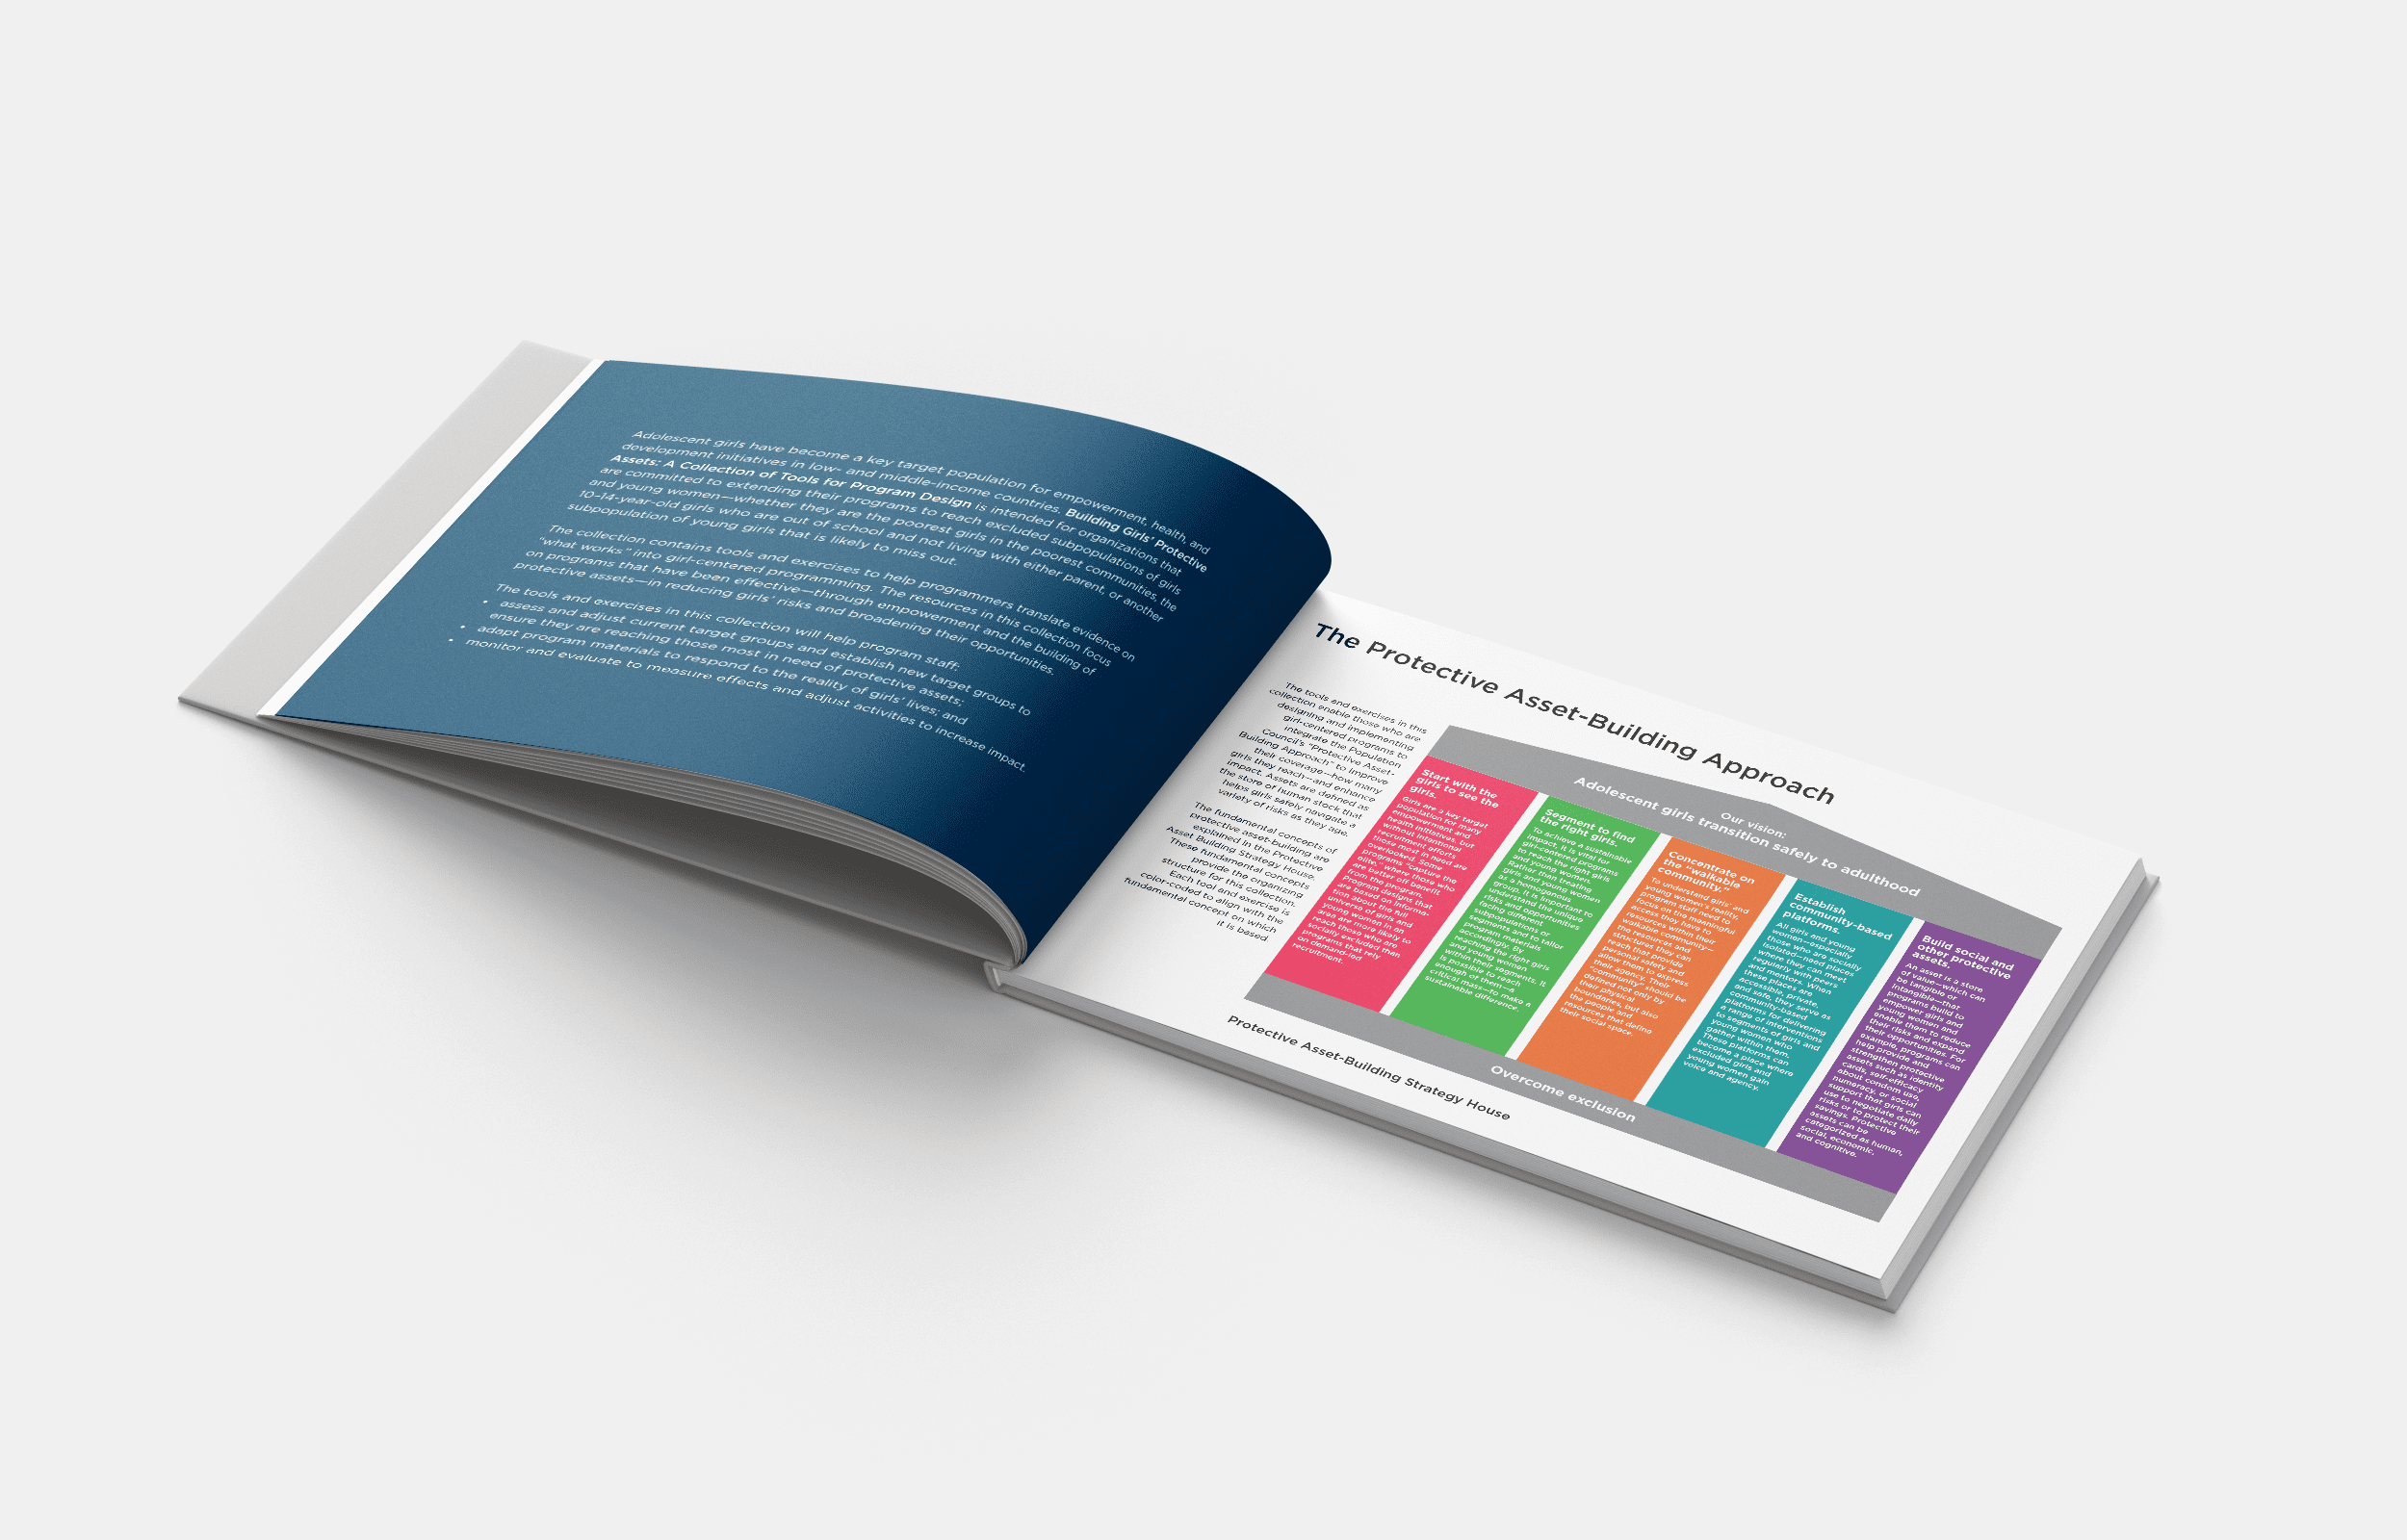 Adolescent girls have become a key target population for empowerment, health, and
development initiatives in low- and middle-income countries. Building Girls' Protective
Assets: A Collection of Tools for Program Design is intended for organizations that
are committed to extending their programs to reach excluded subpopulations of girls
and young women—whether they are the poorest girls in the poorest communities, the
10–14-year-old girls who are out of school and not living with either parent, or another
subpopulation of young girls that is likely to miss out.
The collection contains tools and exercises to help programmers translate evidence on
"what works" into girl-centered programming. The resources in this collection focus
on programs that have been effective—through empowerment and the building of
protective assets—in reducing girls' risks and broadening their opportunities.
The tools and exercises in this collection will help program staff:
• assess and adjust current target groups and establish new target groups to
ensure they are reaching those most in need of protective assets;
• adapt program materials to respond to the reality of girls' lives; and
• monitor and evaluate to measure effects and adjust activities to increase impact.
The Protective Asset-Building Approach
The tools and exercises in this
collection enable those who are
designing and implementing
girl-centered programs to
integrate the Population
Council's "Protective Asset-
Building Approach" to improve
their coverage—how many
girls they reach—and enhance
impact. Assets are defined as
the store of human stock that
helps girls safely navigate a
variety of risks as they age.
The fundamental concepts of
protective asset-building are
explained in the Protective
Asset Building Strategy House.
These fundamental concepts
provide the organizing
structure for this collection.
Each tool and exercise is
color-coded to align with the
fundamental concept on which
it is based.
Our vision:
Adolescent girls transition safely to adulthood
Start with the
girls to see the
girls.
Girls are a key target
population for many
empowerment and
health initiatives, but
without intentional
recruitment efforts
those most in need are
overlooked. Some
programs "capture the
elite," where those who
are better off benefit
from the program.
Program designs that
are based on informa-
tion about the full
universe of girls and
young women in an
area are more likely to
reach those who are
socially excluded than
programs that rely
on demand-led
recruitment.
Segment to find
the right girls.
To achieve a sustainable
impact, it is vital for
girl-centered programs
to reach the right girls
and young women.
Rather than treating
girls and young women
as a homogenous
group, it is important to
understand the unique
risks and opportunities
facing different
subpopulations or
segments and to tailor
program materials
accordingly. By
reaching the right girls
and young women
within their segments, it
is possible to reach
enough of them—a
critical mass—to make a
sustainable difference.
Concentrate on
the "walkable
community."
To understand girls' and
young women's reality,
program staff need to
focus on the meaningful
access they have to
resources within their
walkable community—
the resources and
structures they can
reach that provide
personal safety and
allow them to express
their agency. Their
"community" should be
defined not only by
their physical
boundaries, but also
the people and
resources that define
their social space.
Establish
community-based
platforms.
All girls and young
women—especially
those who are socially
isolated—need places
where they can meet
regularly with peers
and mentors. When
these places are
accessible, private,
and safe, they serve as
community-based
platforms for delivering
a range of interventions
to segments of girls and
young women who
gather within them.
These platforms can
become a place where
excluded girls and
young women gain
voice and agency.
Build social and
other protective
assets.
An asset is a store
of value—which can
be tangible or
intangible—that
programs build to
empower girls and
young women and
enable them to reduce
their risks and expand
their opportunities. For
example, programs can
help provide and
strengthen protective
assets such as identity
cards, self-efficacy
about condom use,
numeracy, or social
support that girls can
use to negotiate daily
risks or to protect their
savings. Protective
assets can be
categorized as human,
social, economic,
and cognitive.
Overcome exclusion
Protective Asset-Building Strategy House